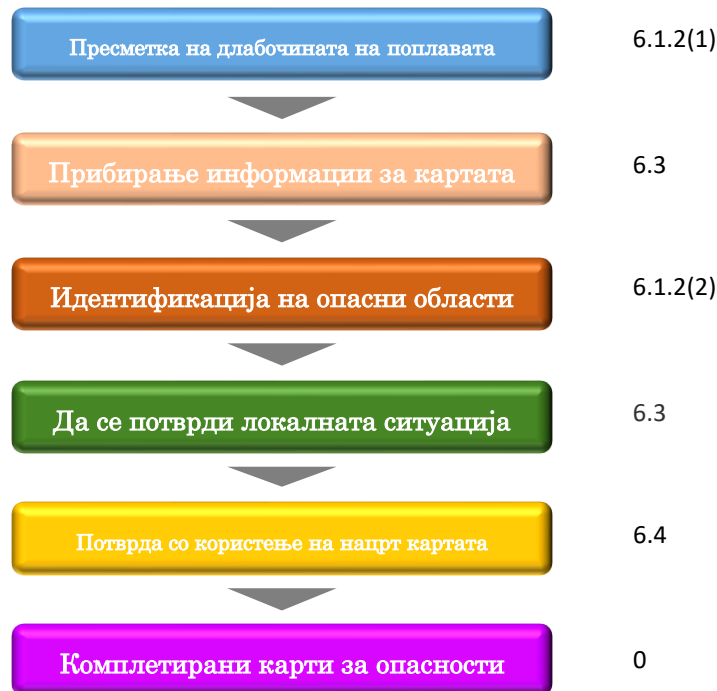 Пресметка на длабочината на поплавата 6.1.2(1)
Прибирање информации за картата 6.3
Идентификација на опасни области 6.1.2(2)
Да се потврди локалната ситуација 6.3
Потврда со користење на нацрт картата 6.4
Комплетирани карти за опасности 0